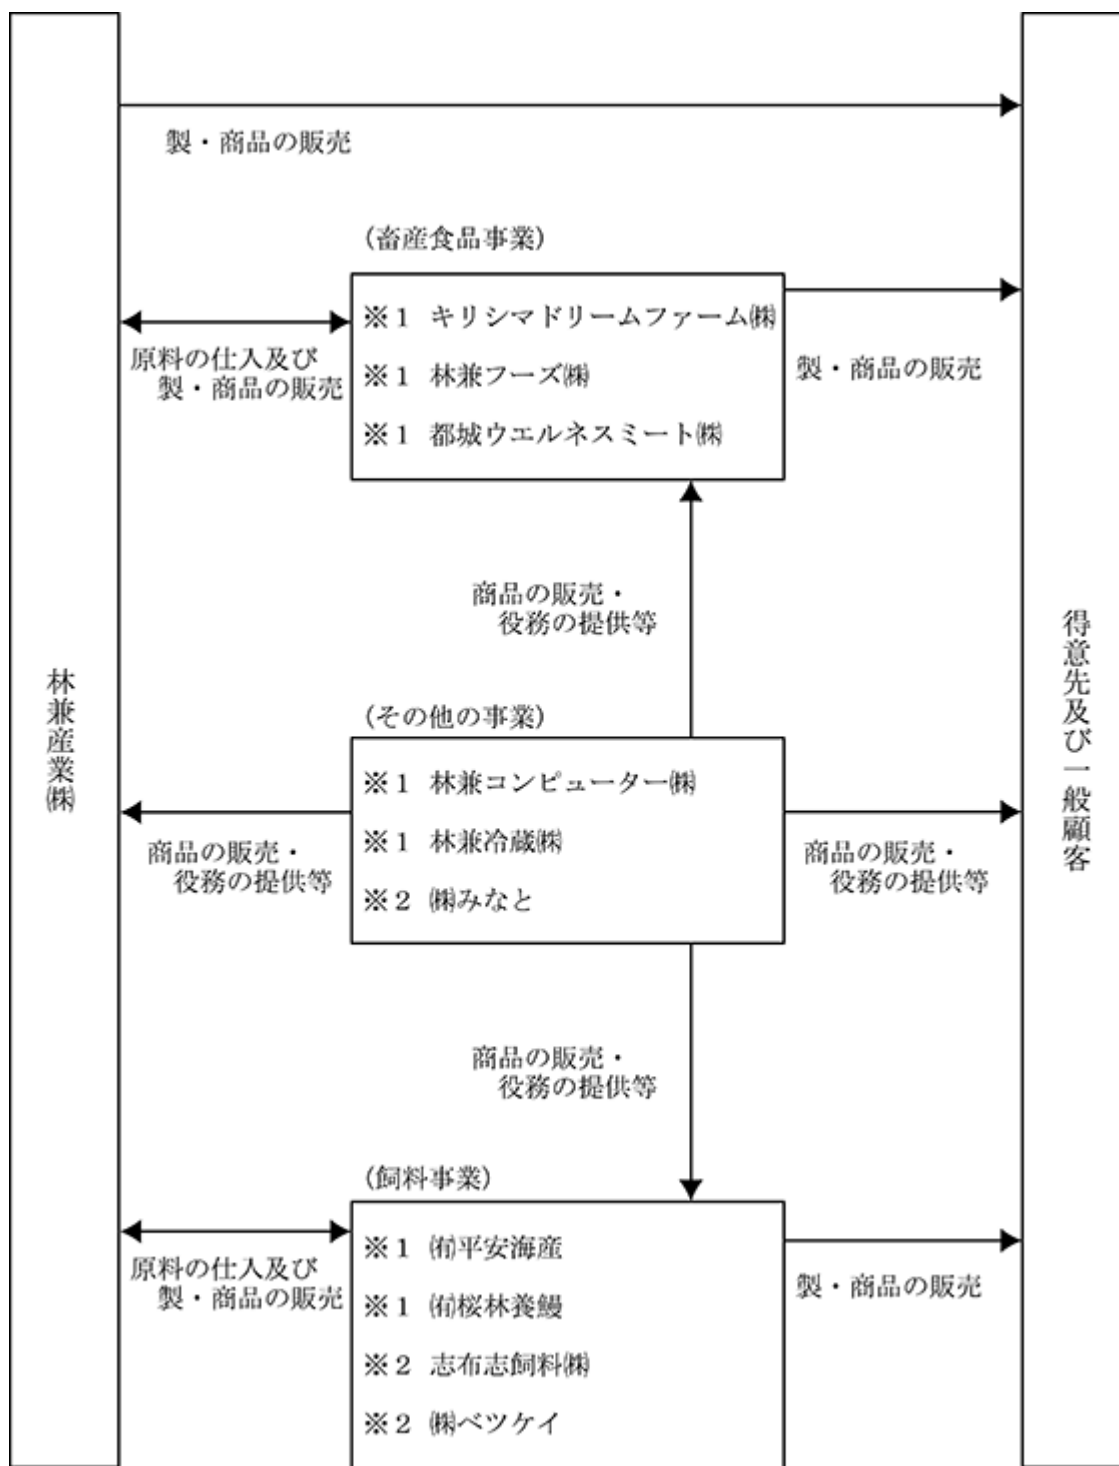 製・商品の販売
(畜産食品事業)
※1 キリシマドリームファーム㈱
※1 林兼フーズ㈱
※1 都城ウエルネスミート㈱
原料の仕入及び
製・商品の販売
製・商品の販売
商品の販売・
役務の提供等
林兼産業㈱
得意先及び一般顧客
(その他の事業)
※1 林兼コンピューター㈱
※1 林兼冷蔵㈱
※2 ㈱みなと
商品の販売・
役務の提供等
商品の販売・
役務の提供等
商品の販売・
役務の提供等
(飼料事業)
※1 ㈲平安海産
※1 ㈲桜林養鰻
※2 志布志飼料㈱
※2 ㈱ベツケイ
原料の仕入及び
製・商品の販売
製・商品の販売